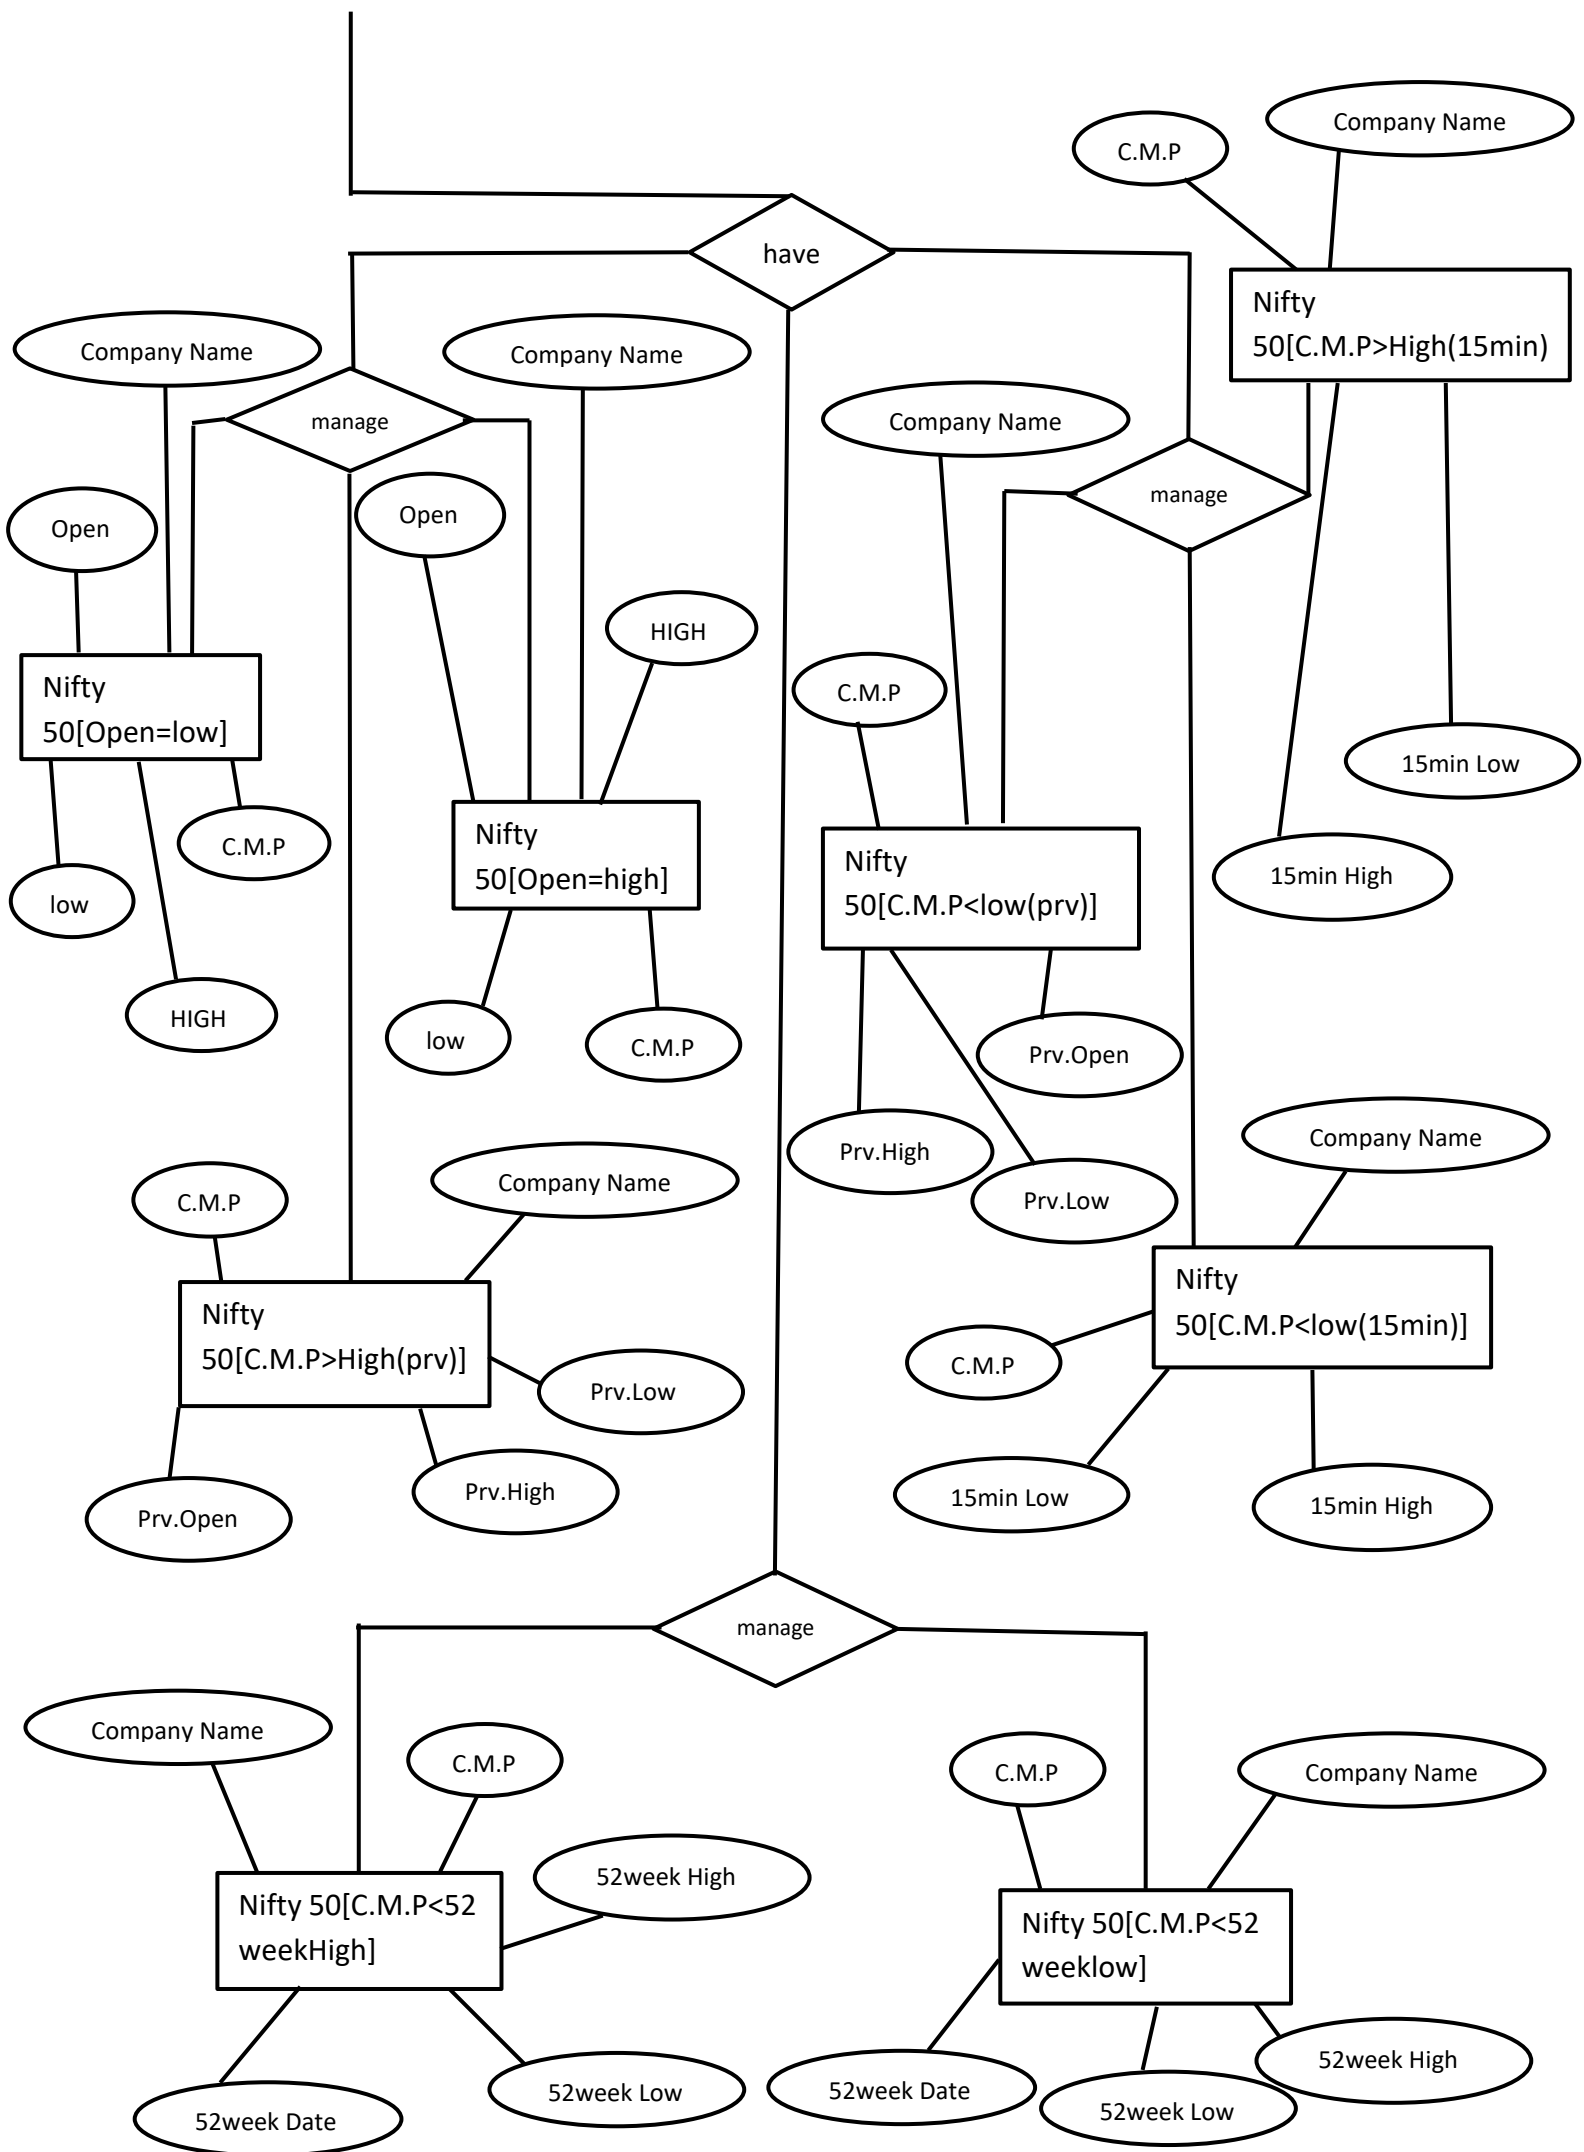 Company Name
C.M.P
have
Nifty
50[C.M.P>High(15min)
Company Name
Company Name
manage
Company Name
manage
Open
Open
HIGH
Nifty
50[Open=low]
C.M.P
15min Low
C.M.P
low
Nifty
50[Open=high]
Nifty
50[C.M.P<low(prv)]
15min High
HIGH
low
C.M.P
Prv.Open
Prv.High
Prv.Low
Company Name
C.M.P
Company Name
Nifty
50[C.M.P>High(prv)]
Nifty
50[C.M.P<low(15min)]
C.M.P
Prv.Low
Prv.High
Prv.Open
15min Low
15min High
manage
Company Name
C.M.P
C.M.P
Company Name
52week High
Nifty 50[C.M.P<52
weekHigh]
Nifty 50[C.M.P<52
weeklow]
52week High
52week Date
52week Low
52week Date
52week Low